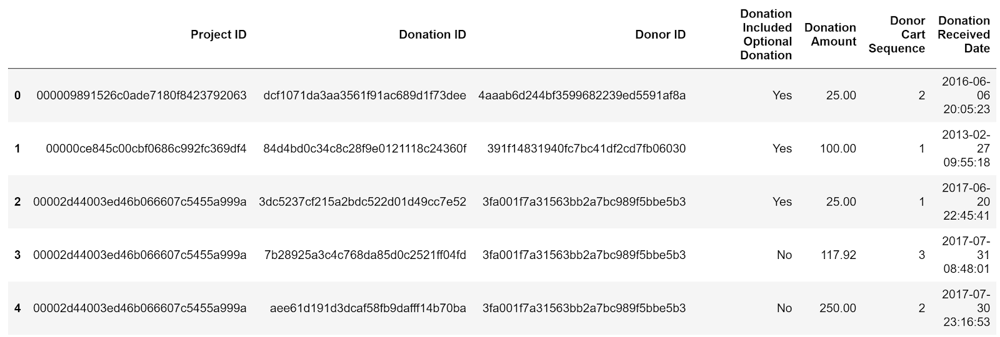 Project ID Donation ID Donor ID Donation Included Optional Donation Donation Amount Donor Cart Sequence Donation Received Date
0 000009891526c0ade7180f8423792063 dcf1071da3aa3561f91ac689d1f73dee 4aaab6d244bf3599682239ed5591af8a Yes 25.00 2 2016-06-06 20:05:23
1 00000ce845c00cbf0686c992fc369df4 84d4bd0c34c8c28f9e0121118c24360f 391f14831940fc7bc41df2cd7fb06030 Yes 100.00 1 2013-02-27 09:55:18
2 00002d44003ed46b066607c5455a999a 3dc5237cf215a2bdc522d01d49cc7e52 3fa001f7a31563bb2a7bc989f5bbe5b3 Yes 25.00 1 2017-06-20 22:45:41
3 00002d44003ed46b066607c5455a999a 7b28925a3c4c768da85d0c2521ff04fd 3fa001f7a31563bb2a7bc989f5bbe5b3 No 117.92 3 2017-07-31 08:48:01
4 00002d44003ed46b066607c5455a999a aee61d191d3dcaf58fb9dafff14b70ba 3fa001f7a31563bb2a7bc989f5bbe5b3 No 250.00 2 2017-07-30 23:16:53